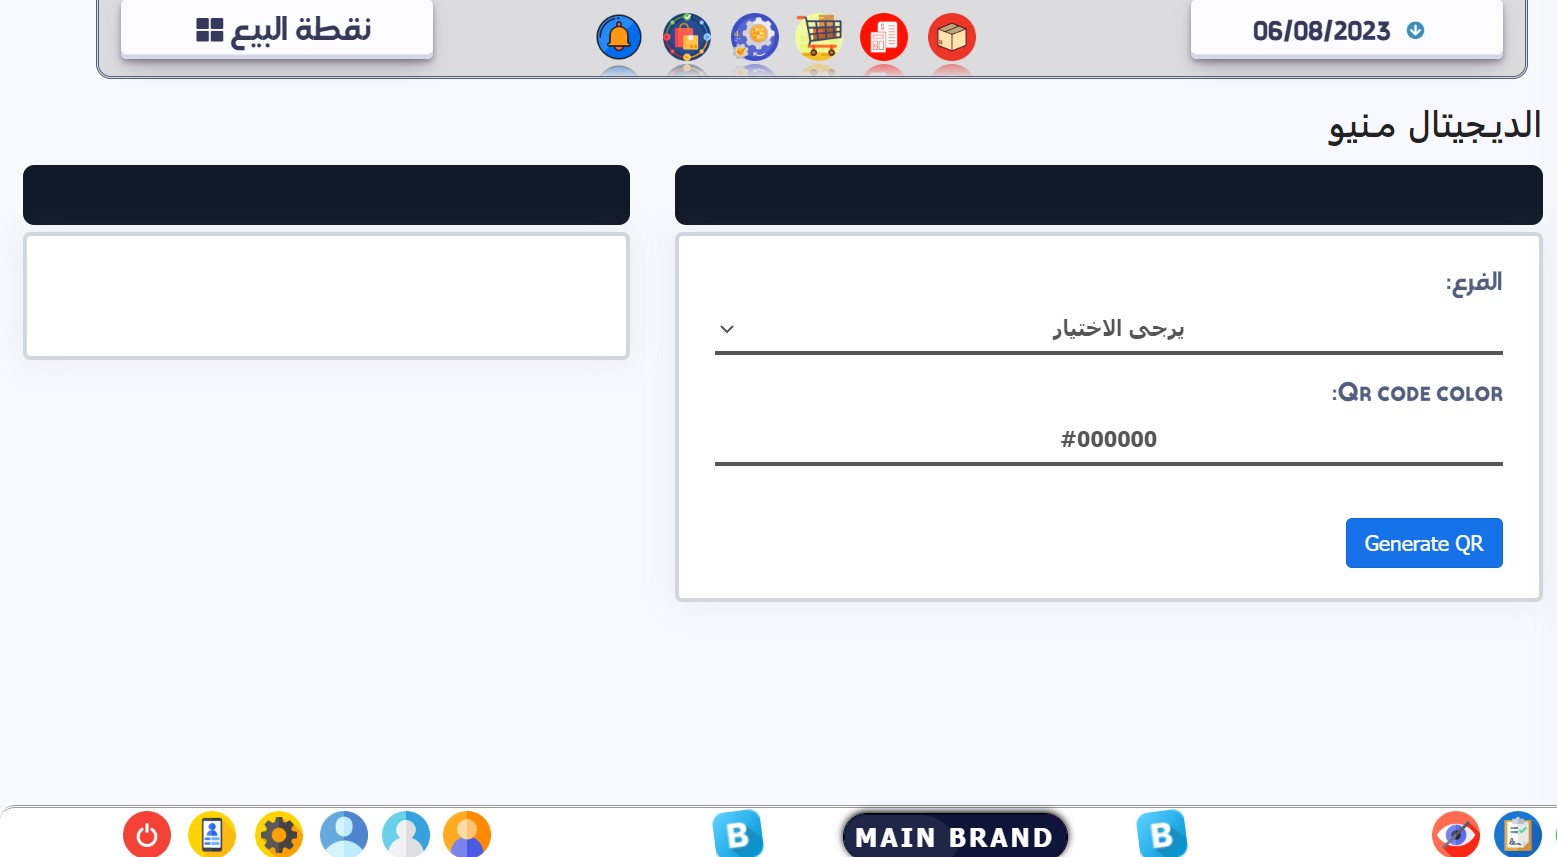 06/08/2023
نقطة البيع
الديجيتال منيو
الفرع:
يرجى الاختيار
QR CODE COLOR:
#000000
Generate QR
B MAIN BRAND B